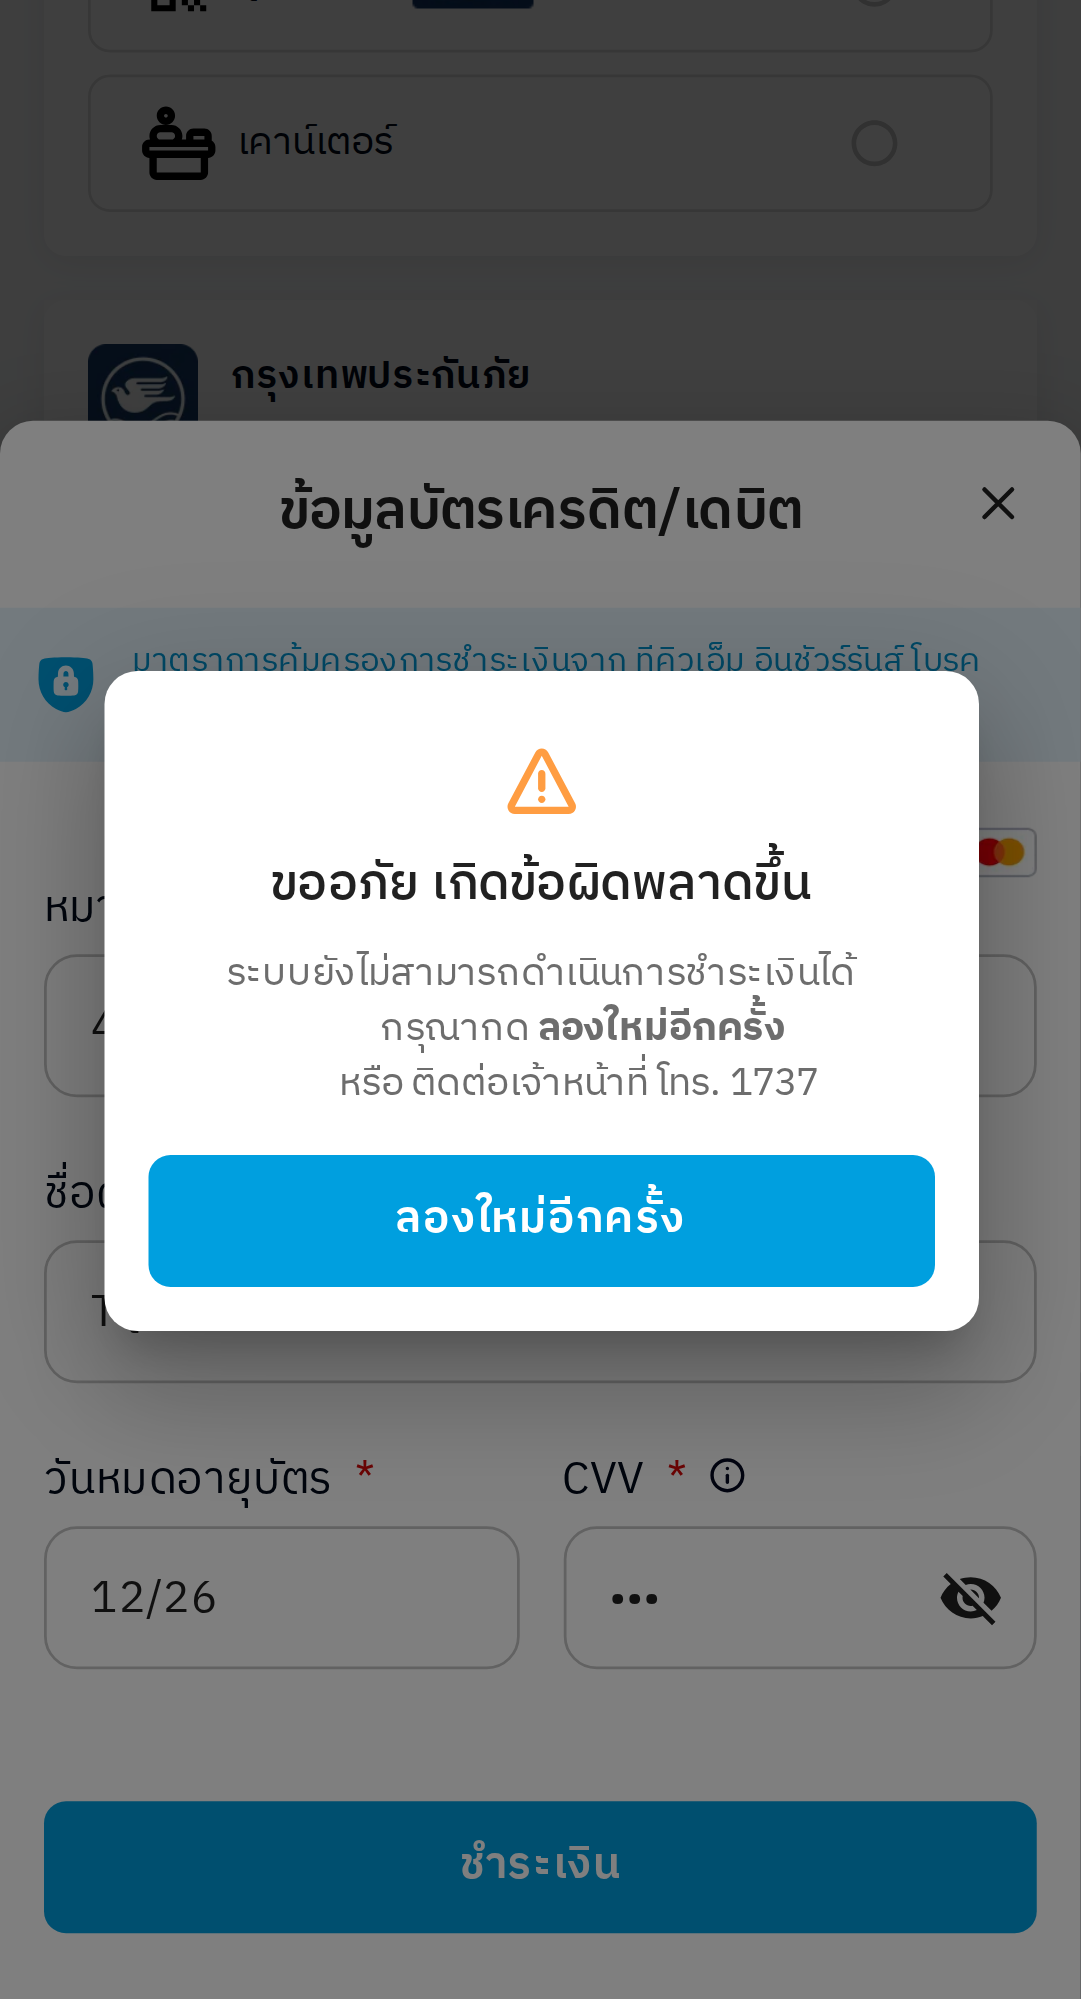 เคาน์เตอร์
กรุงเทพประกันภัย
ข้อมูลบัตรเครดิต/เดบิต
มาตราการคุ้มครองการชำระเงินจาก ทีคิวเอ็ม อินชัวร์รันส์ โบรค
ขออภัย เกิดข้อผิดพลาดขึ้น
ระบบยังไม่สามารถดำเนินการชำระเงินได้
กรุณากด ลองใหม่อีกครั้ง
หรือ ติดต่อเจ้าหน้าที่ โทร. 1737
ลองใหม่อีกครั้ง
วันหมดอายุบัตร *
CVV *
12/26
•••
ชำระเงิน